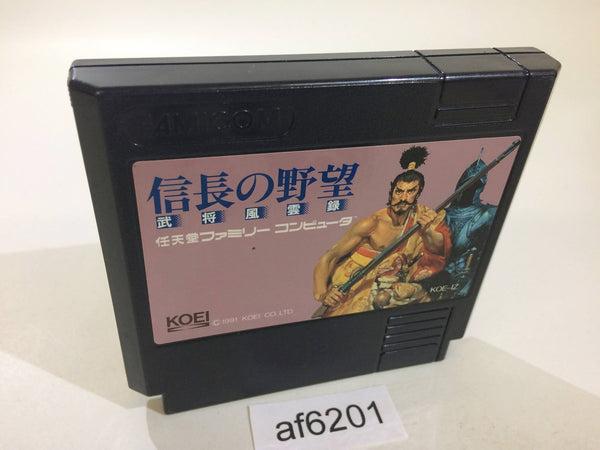 FAMICOM
信長の野望
武将風雲録
任天堂ファミリーコンピュータ
KOEI
© 1991 KOEI CO.,LTD
KOE-IZ
af6201